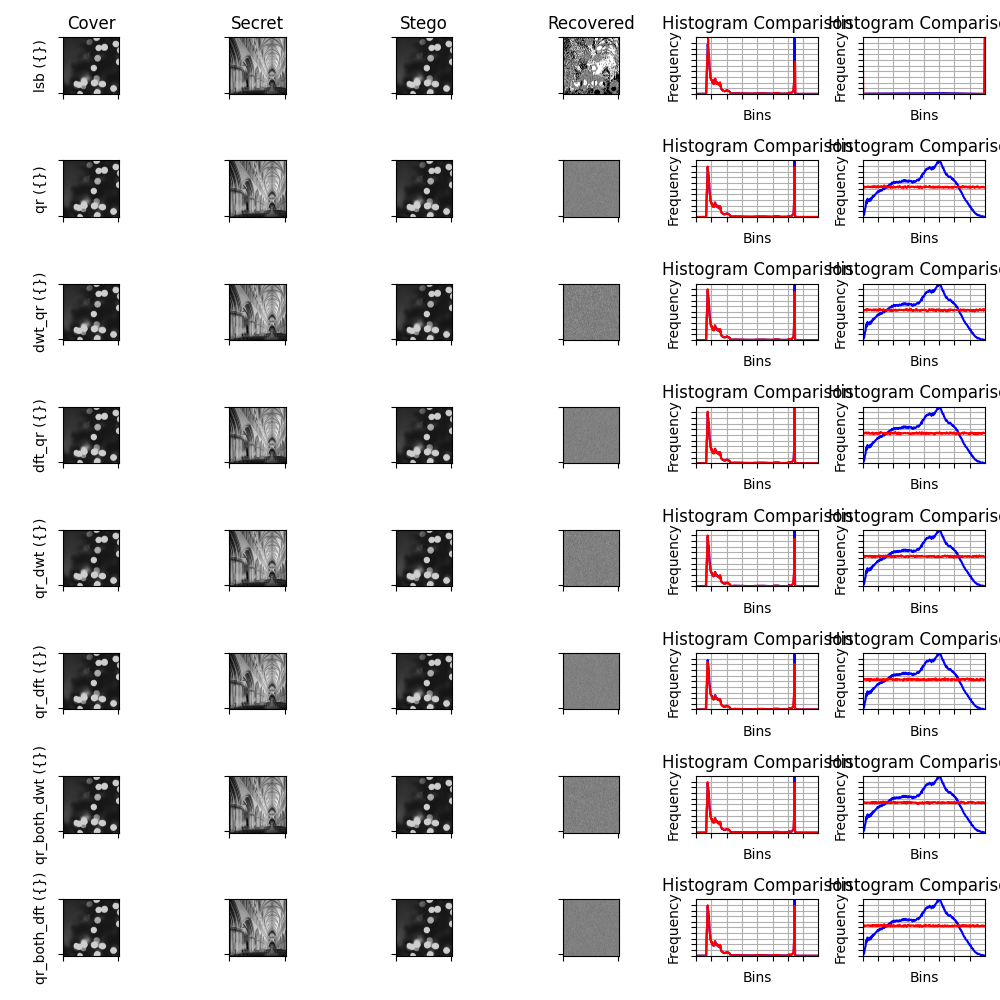 Cover Secret Stego Recovered Histogram Comparison Histogram Comparison
lsb ({}) Frequency Frequency
Bins Bins
Histogram Comparison Histogram Comparison
qr ({}) Frequency Frequency
Bins Bins
Histogram Comparison Histogram Comparison
dwt_qr ({}) Frequency Frequency
Bins Bins
Histogram Comparison Histogram Comparison
dft_qr ({}) Frequency Frequency
Bins Bins
Histogram Comparison Histogram Comparison
qr_dwt ({}) Frequency Frequency
Bins Bins
Histogram Comparison Histogram Comparison
qr_dft ({}) Frequency Frequency
Bins Bins
Histogram Comparison Histogram Comparison
qr_both_dwt ({}) Frequency Frequency
Bins Bins
Histogram Comparison Histogram Comparison
qr_both_dft ({}) Frequency Frequency
Bins Bins